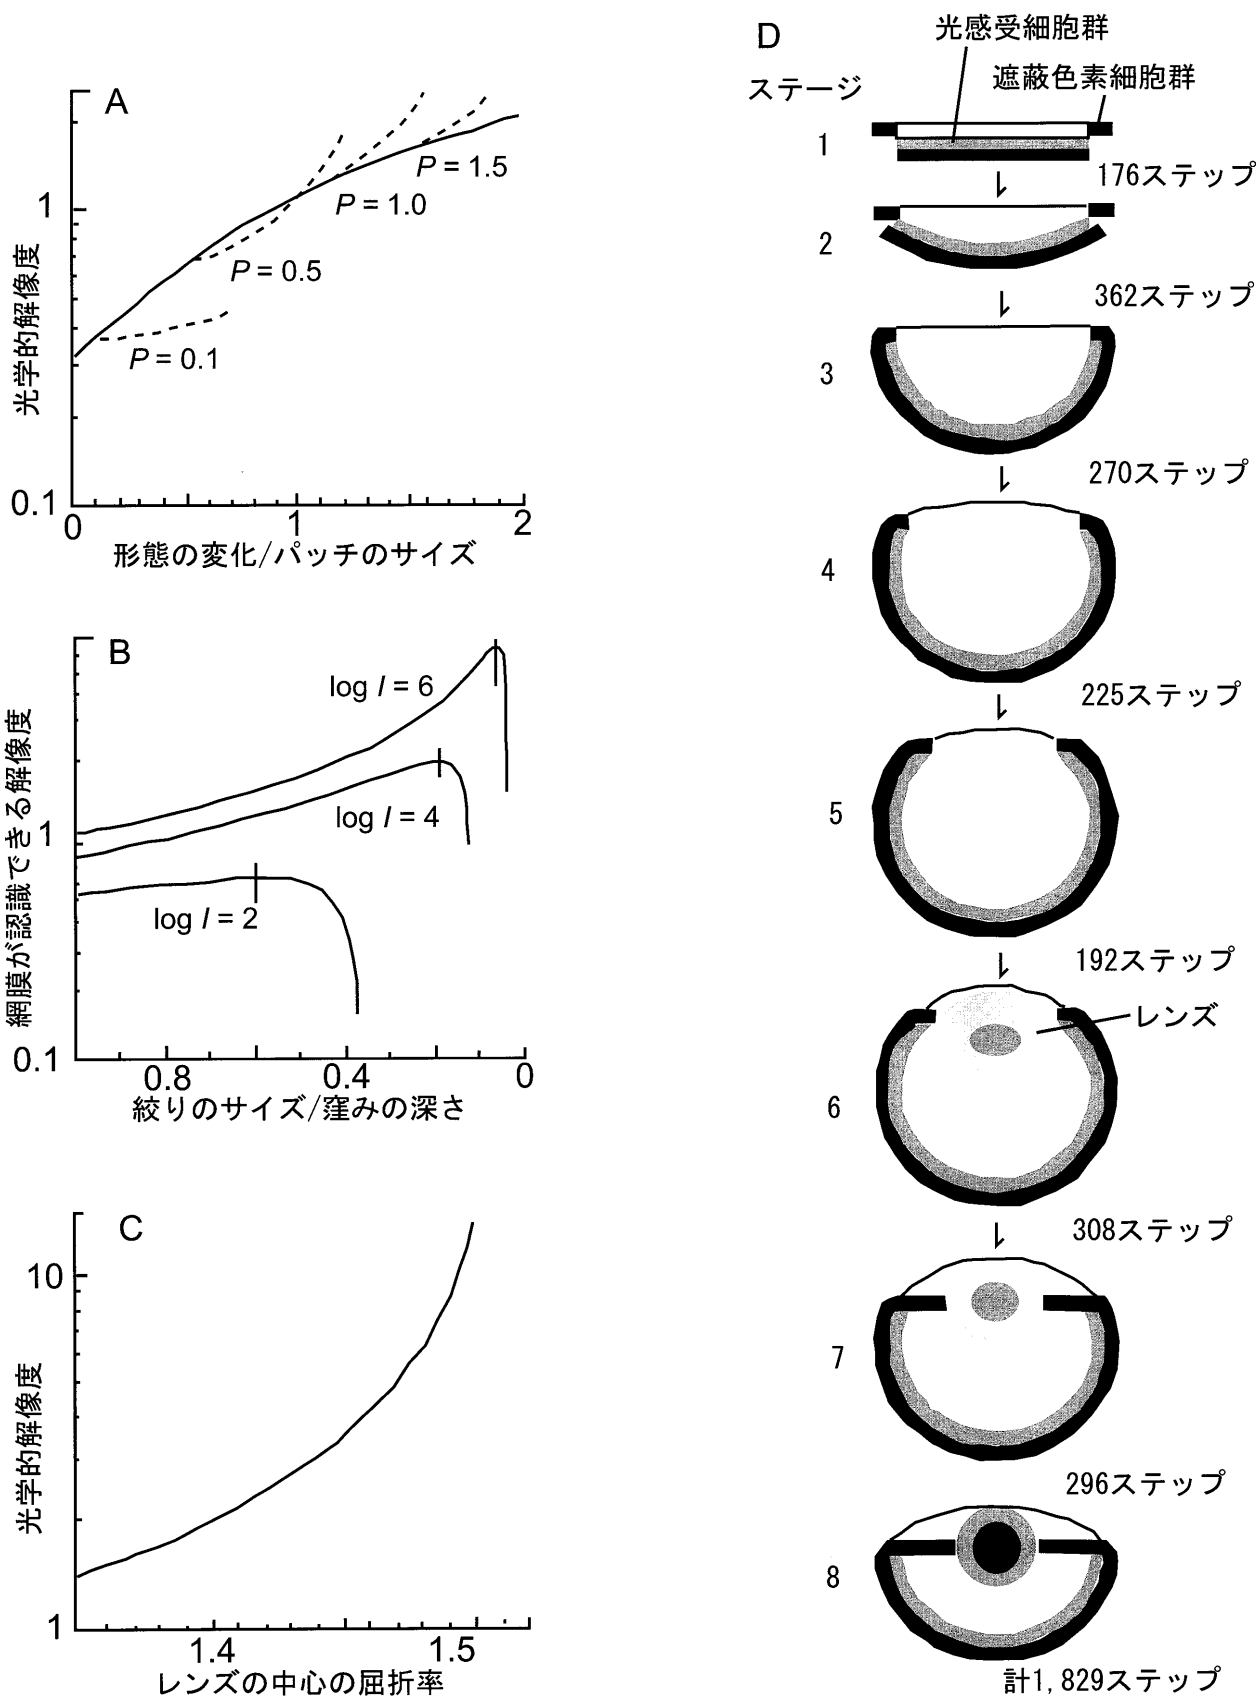 A
光学的解像度
1
0.1
P = 0.1
P = 0.5
P = 1.0
P = 1.5
0 1 2
形態の変化/パッチのサイズ
B
網膜が認識できる解像度
1
0.1
log I = 6
log I = 4
log I = 2
0.8 0.4 0
絞りのサイズ/窪みの深さ
C
光学的解像度
10
1
1.4 1.5
レンズの中心の屈折率
D
光感受細胞群
遮蔽色素細胞群
ステージ
1
176ステップ
2
362ステップ
3
270ステップ
4
225ステップ
5
192ステップ
レンズ
6
308ステップ
7
296ステップ
8
計1,829ステップ